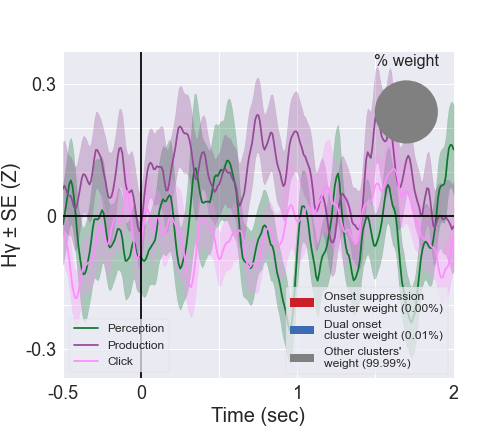 % weight
0.3
0
-0.3
Hγ ± SE (Z)
Perception
Production
Click
Onset suppression
cluster weight (0.00%)
Dual onset
cluster weight (0.01%)
Other clusters'
weight (99.99%)
-0.5
0
1
2
Time (sec)